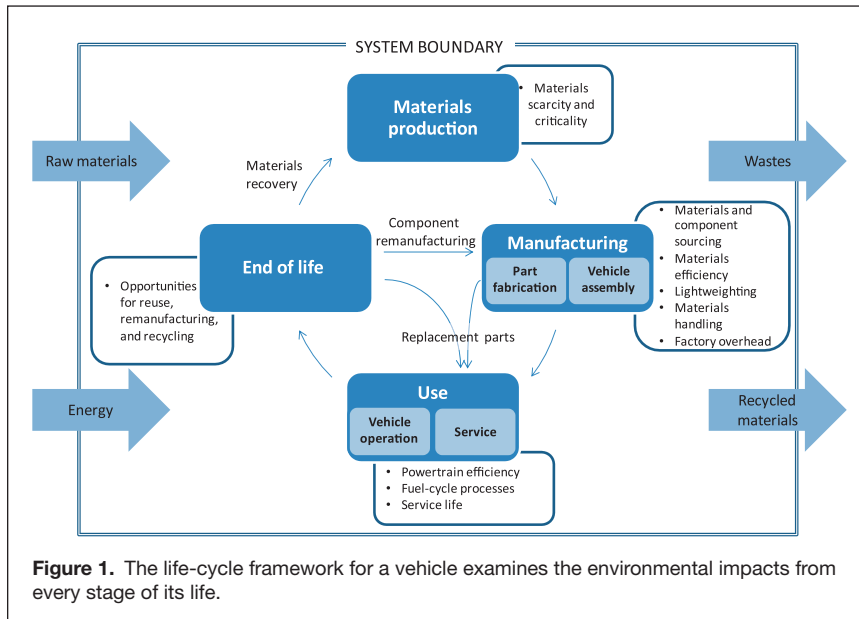 SYSTEM BOUNDARY
Materials
production
• Materials
scarcity and
criticality
Raw materials
Wastes
Materials
recovery
Component
remanufacturing
End of life
Manufacturing
Part
fabrication
Vehicle
assembly
• Materials and
component
sourcing
• Materials
efficiency
• Lightweighting
• Materials
handling
• Factory overhead
• Opportunities
for reuse,
remanufacturing,
and recycling
Replacement parts
Energy
Recycled
materials
Use
Vehicle
operation
Service
• Powertrain efficiency
• Fuel-cycle processes
• Service life
Figure 1. The life-cycle framework for a vehicle examines the environmental impacts from
every stage of its life.